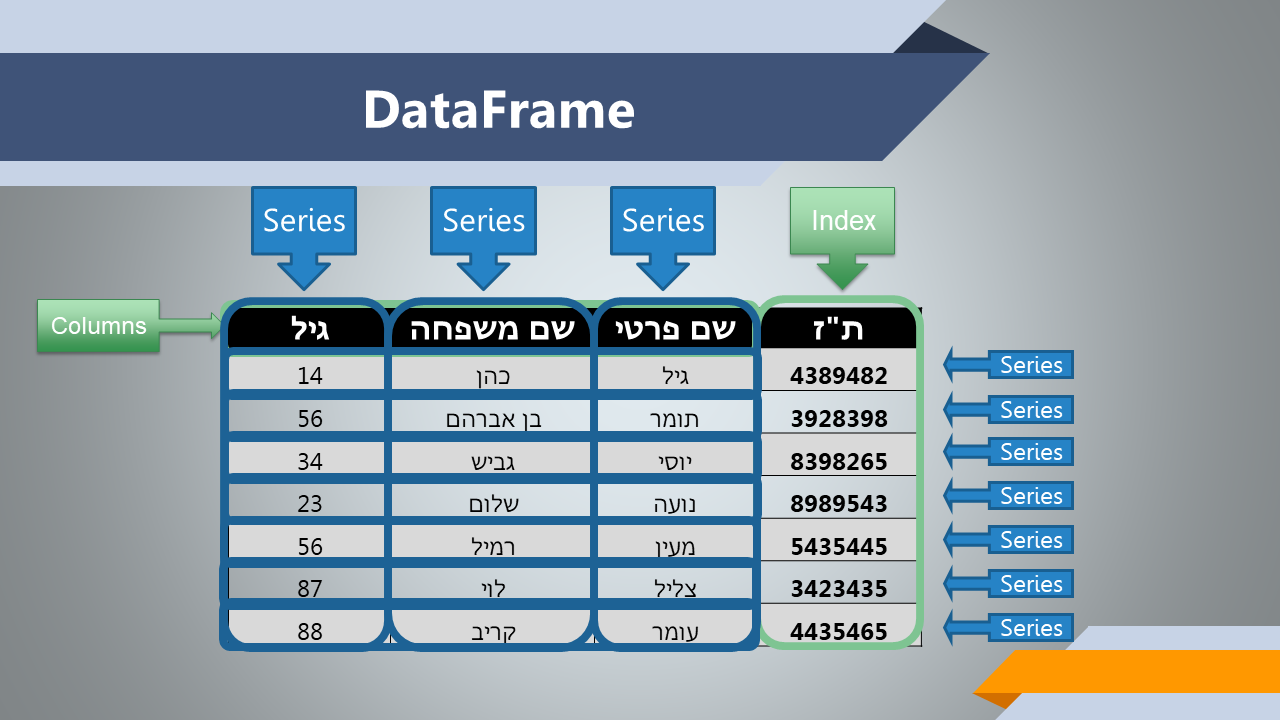 DataFrame
Series Series Series Index
Columns
ת"ז שם פרטי שם משפחה גיל
4389482 גיל כהן 14 Series
3928398 תומר בן אברהם 56 Series
8398265 יוסי גביש 34 Series
8989543 נועה שלום 23 Series
5435445 מעין רמיל 56 Series
3423435 צליל לוי 87 Series
4435465 עומר קריב 88 Series